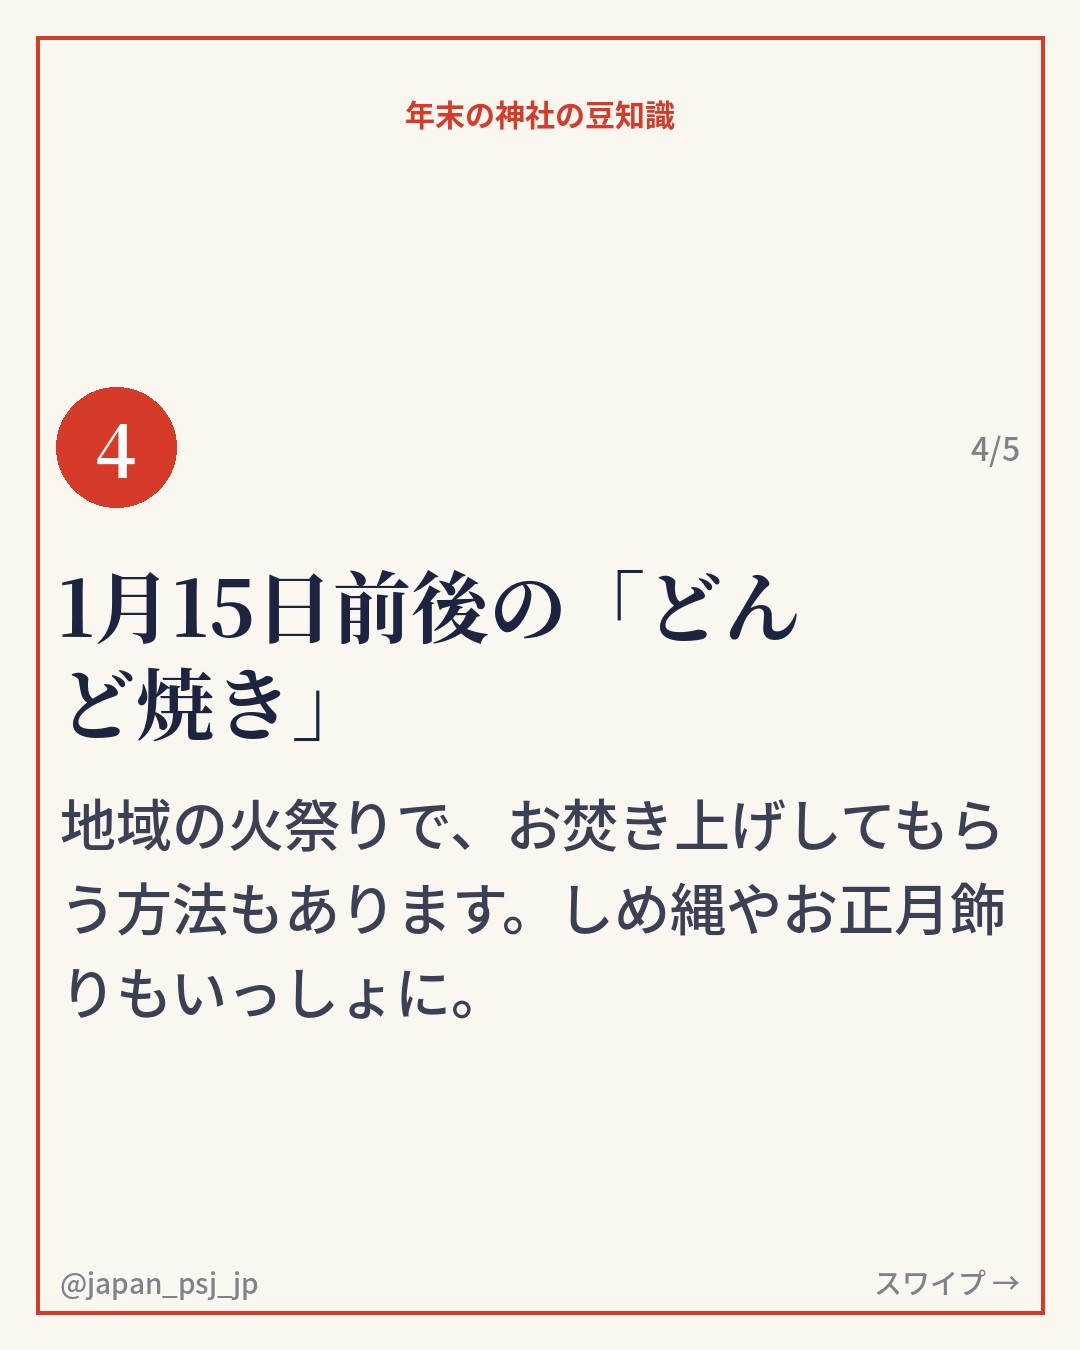 年末の神社の豆知識
4
4/5
1月15日前後の「どん
ど焼き」
地域の火祭りで、お焚き上げしてもら
う方法もあります。しめ縄やお正月飾
りもいっしょに。
@japan_psj_jp
スワイプ →